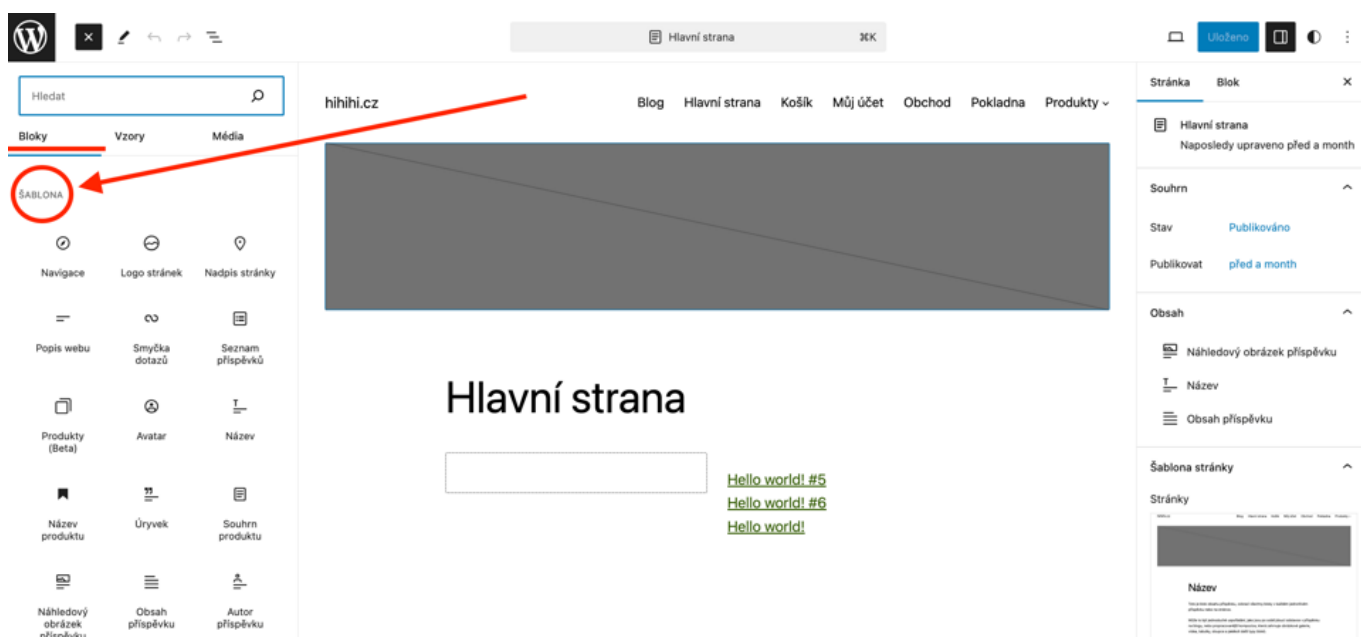 Hlavní strana
⌘K
Uloženo
Hledat
Bloky
Vzory
Média
ŠABLONA
Navigace
Logo stránek
Nadpis stránky
Popis webu
Smyčka
dotazů
Seznam
příspěvků
Produkty
(Beta)
Avatar
Název
Název
produktu
Úryvek
Souhrn
produktu
Náhledový
obrázek
příspěvku
Obsah
příspěvku
Autor
příspěvku
hihihi.cz
Blog
Hlavní strana
Košík
Můj účet
Obchod
Pokladna
Produkty
Hlavní strana
Hello world! #5
Hello world! #6
Hello world!
Stránka
Blok
Hlavní strana
Naposledy upraveno před a month
Souhrn
Stav
Publikováno
Publikovat
před a month
Obsah
Náhledový obrázek příspěvku
Název
Obsah příspěvku
Šablona stránky
Stránky
Název